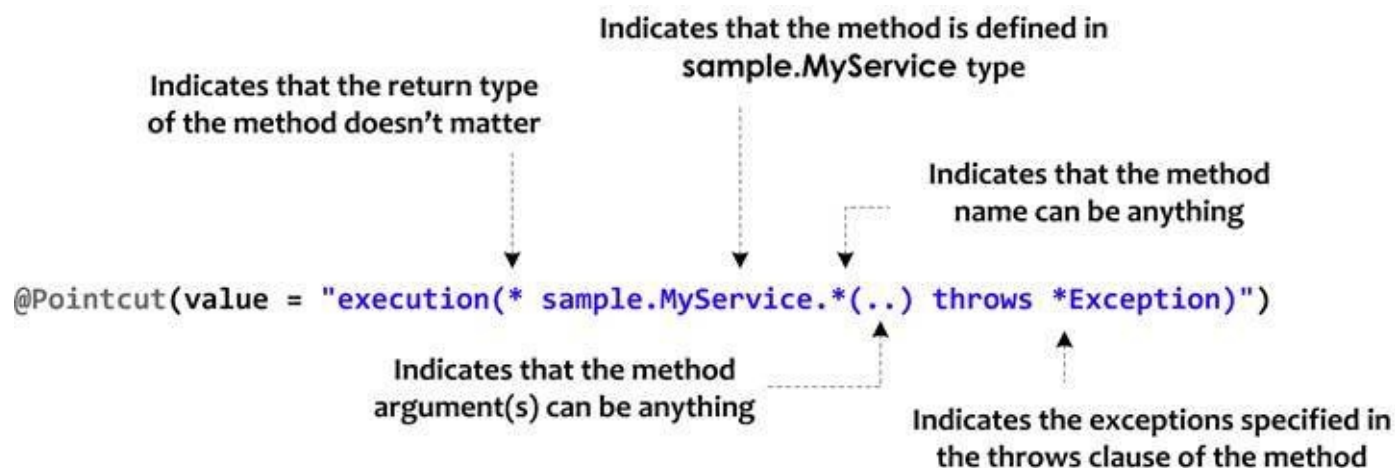 Indicates that the method is defined in
sample.MyService type
Indicates that the return type
of the method doesn't matter
Indicates that the method
name can be anything
@Pointcut(value = "execution(* sample.MyService.*(..) throws *Exception)")
Indicates that the method
argument(s) can be anything
Indicates the exceptions specified in
the throws clause of the method